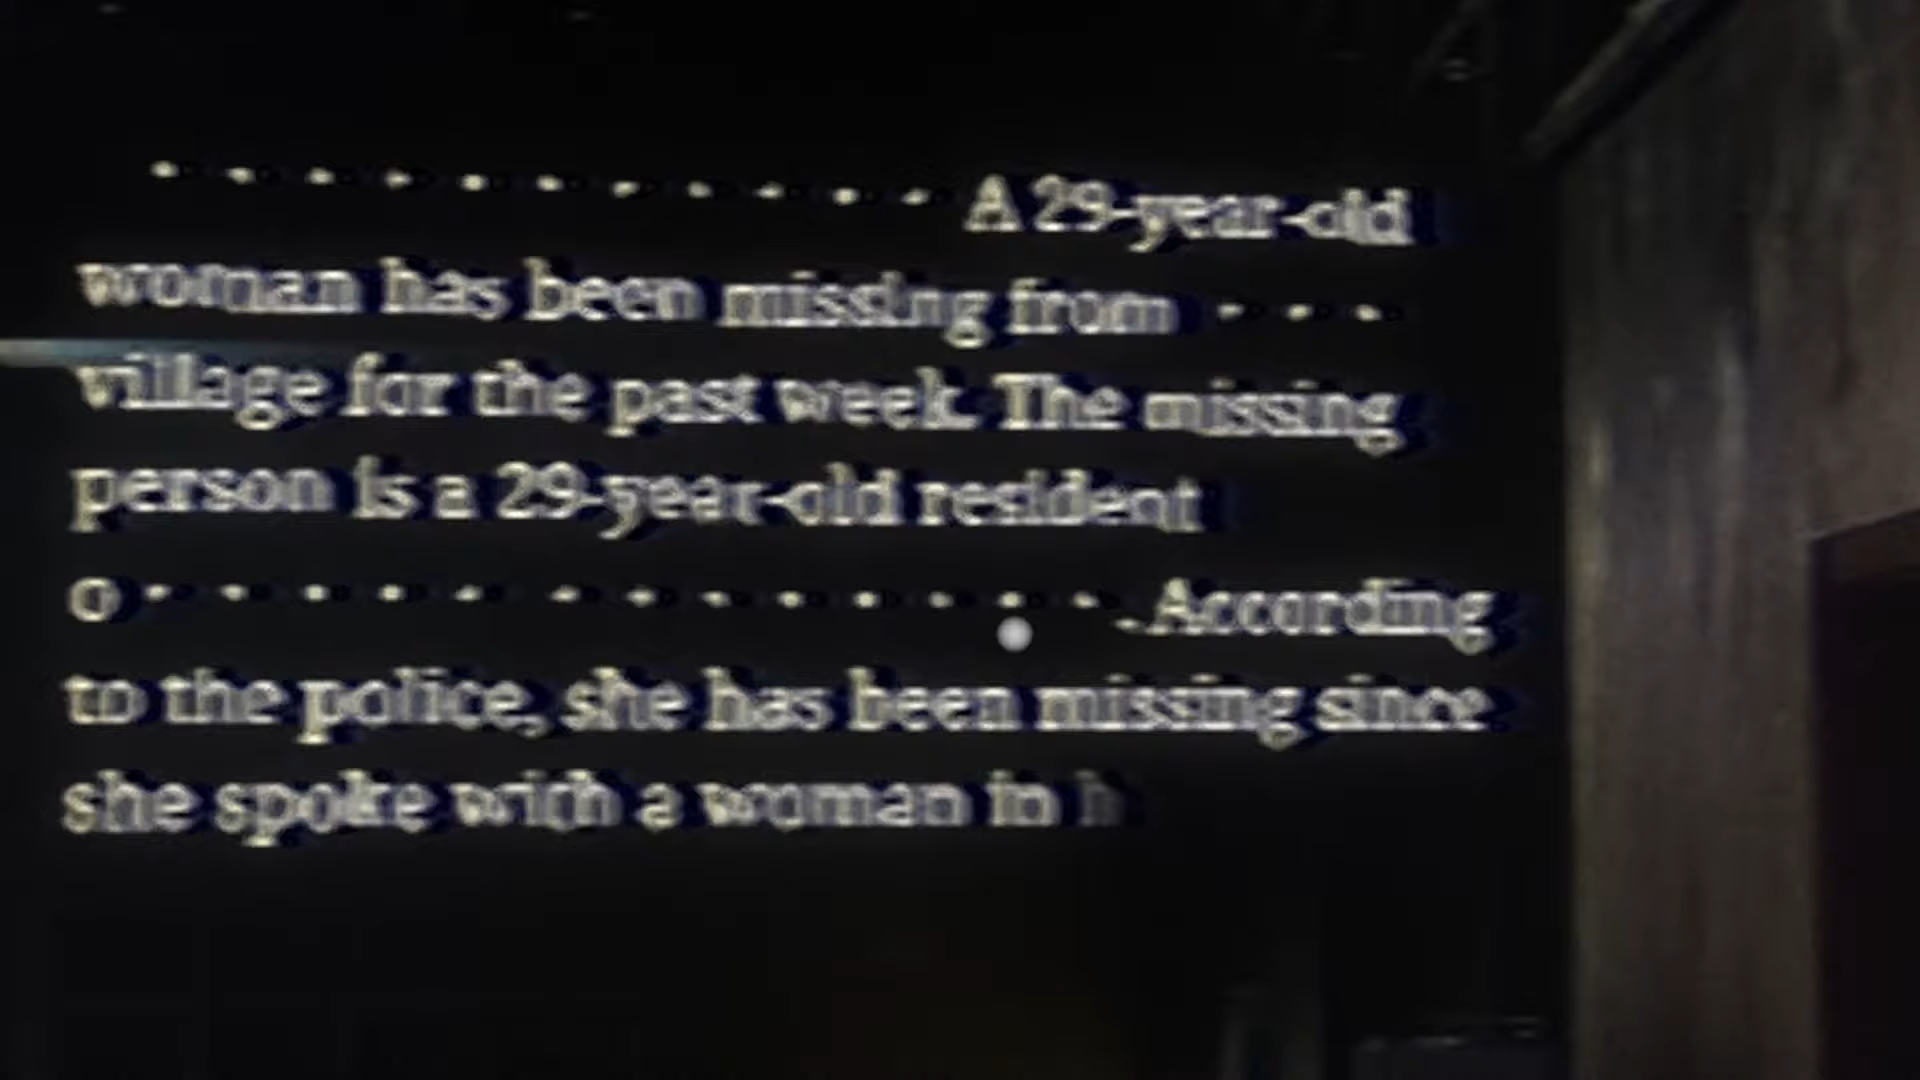 ........... A 29-year-old
woman has been missing from ...
village for the past week. The missing
person is a 29-year-old resident
o............. According
to the police, she has been missing since
she spoke with a woman in h